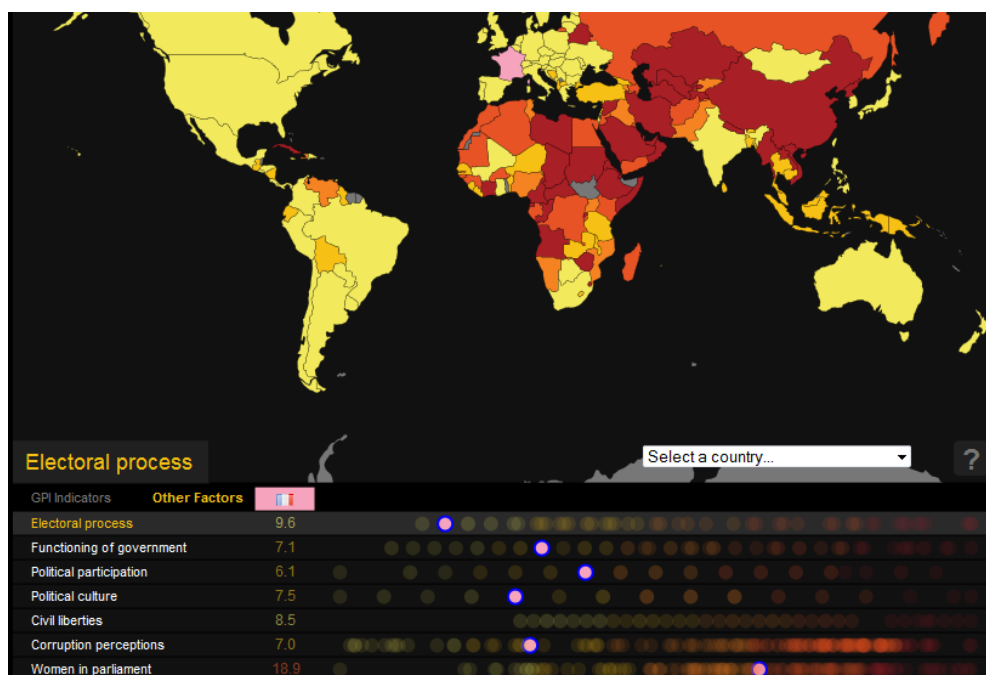 Electoral process
Select a country...
?
GPI Indicators Other Factors
Electoral process 9.6
Functioning of government 7.1
Political participation 6.1
Political culture 7.5
Civil liberties 8.5
Corruption perceptions 7.0
Women in parliament 18.9